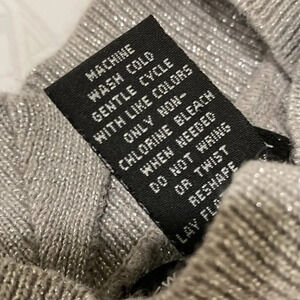 MACHINE
WASH COLD
GENTLE CYCLE
WITH LIKE COLORS
ONLY NON-
CHLORINE BLEACH
WHEN NEEDED
DO NOT WRING
OR TWIST
RESHAPE
LAY FLA